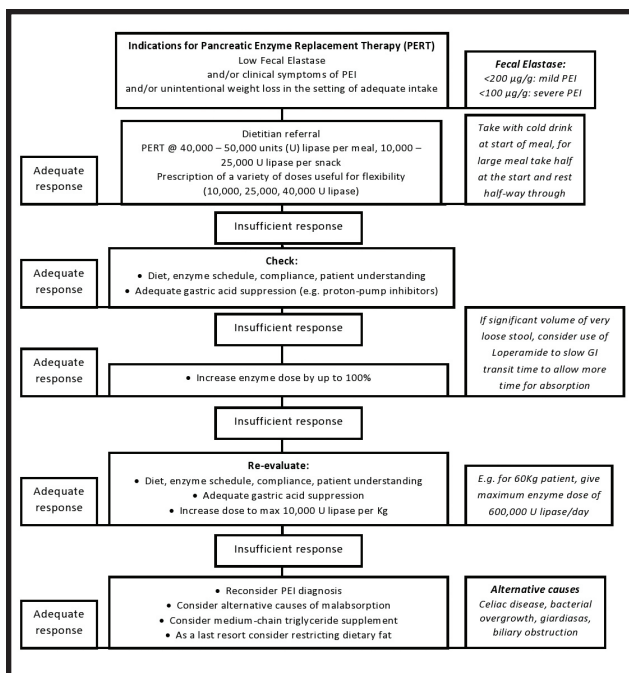 Indications for Pancreatic Enzyme Replacement Therapy (PERT)
Low Fecal Elastase
and/or clinical symptoms of PEI
and/or unintentional weight loss in the setting of adequate intake
Fecal Elastase:
<200 µg/g: mild PEI
<100 µg/g: severe PEI
Dietitian referral
PERT @ 40,000 – 50,000 units (U) lipase per meal, 10,000 –
25,000 U lipase per snack
Prescription of a variety of doses useful for flexibility
(10,000, 25,000, 40,000 U lipase)
Take with cold drink
at start of meal, for
large meal take half
at the start and rest
half-way through
Adequate
response
Insufficient response
Adequate
response
Check:
• Diet, enzyme schedule, compliance, patient understanding
• Adequate gastric acid suppression (e.g. proton-pump inhibitors)
Insufficient response
If significant volume of very
loose stool, consider use of
Loperamide to slow GI
transit time to allow more
time for absorption
Adequate
response
• Increase enzyme dose by up to 100%
Insufficient response
Adequate
response
Re-evaluate:
• Diet, enzyme schedule, compliance, patient understanding
• Adequate gastric acid suppression
• Increase dose to max 10,000 U lipase per Kg
E.g. for 60Kg patient, give
maximum enzyme dose of
600,000 U lipase/day
Insufficient response
Adequate
response
• Reconsider PEI diagnosis
• Consider alternative causes of malabsorption
• Consider medium-chain triglyceride supplement
• As a last resort consider restricting dietary fat
Alternative causes
Celiac disease, bacterial
overgrowth, giardiasas,
biliary obstruction